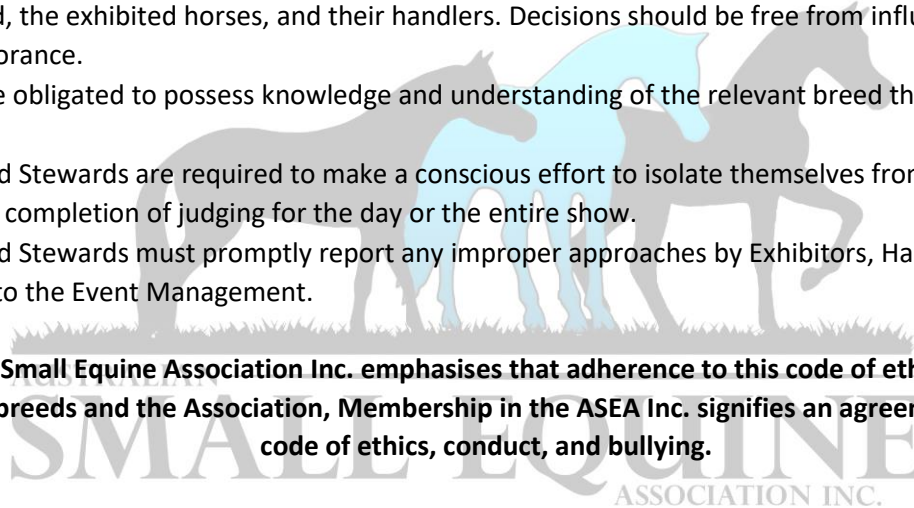 d, the exhibited horses, and their handlers. Decisions should be free from influ
orance.
e obligated to possess knowledge and understanding of the relevant breed th
d Stewards are required to make a conscious effort to isolate themselves fron
completion of judging for the day or the entire show.
d Stewards must promptly report any improper approaches by Exhibitors, Ha
to the Event Management.
Small Equine Association Inc. emphasises that adherence to this code of eth
AUSTRALIAN
breeds and the Association, Membership in the ASEA Inc. signifies an agreen
SMALL EQUINE
code of ethics, conduct, and bullying.
ASSOCIATION INC.